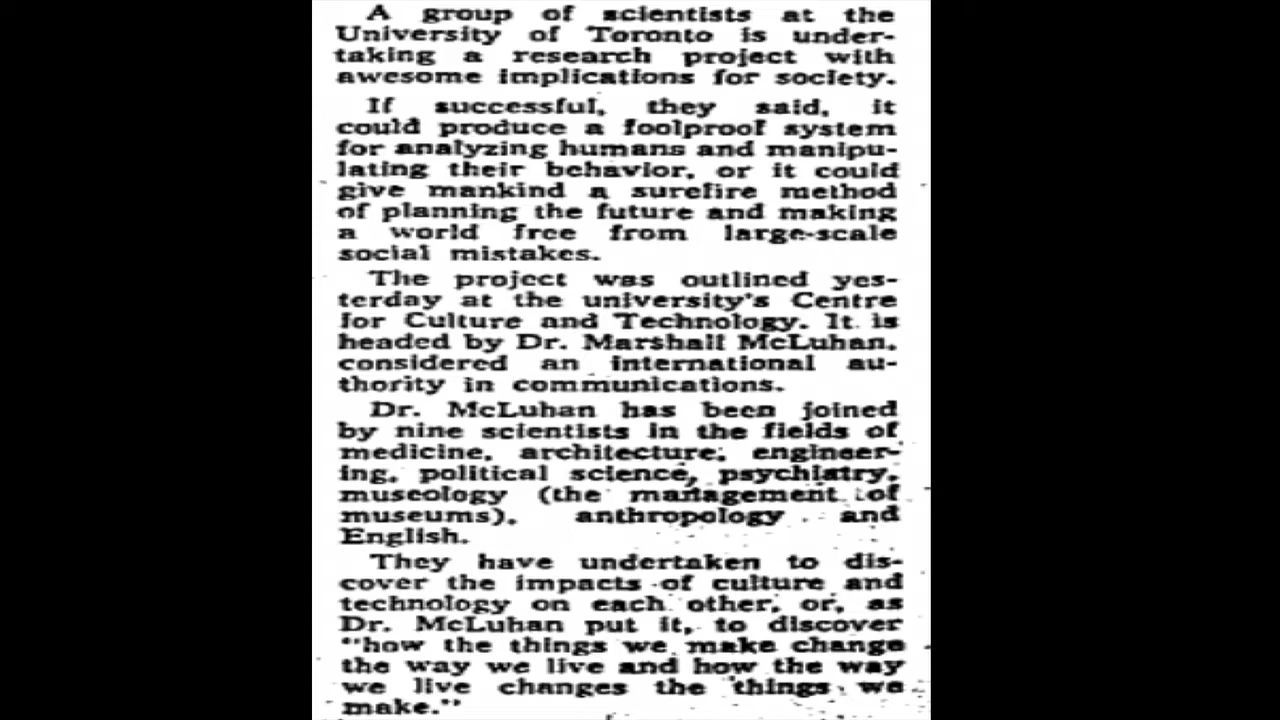 A group of scientists at the
University of Toronto is under-
taking a research project with
awesome implications for society.
If successful, they said, it
could produce a foolproof system
for analyzing humans and manipu-
lating their behavior, or it could
give mankind a surefire method
of planning the future and making
a world free from large-scale
social mistakes.
The project was outlined yes-
terday at the university's Centre
for Culture and Technology. It is
headed by Dr. Marshall McLuhan,
considered an international au-
thority in communications.
Dr. McLuhan has been joined
by nine scientists in the fields of
medicine, architecture, engineer-
ing, political science, psychiatry,
museology (the management of
museums), anthropology and
English.
They have undertaken to dis-
cover the impacts of culture and
technology on each other, or, as
Dr. McLuhan put it, to discover
"how the things we make change
the way we live and how the way
we live changes the things we
make."